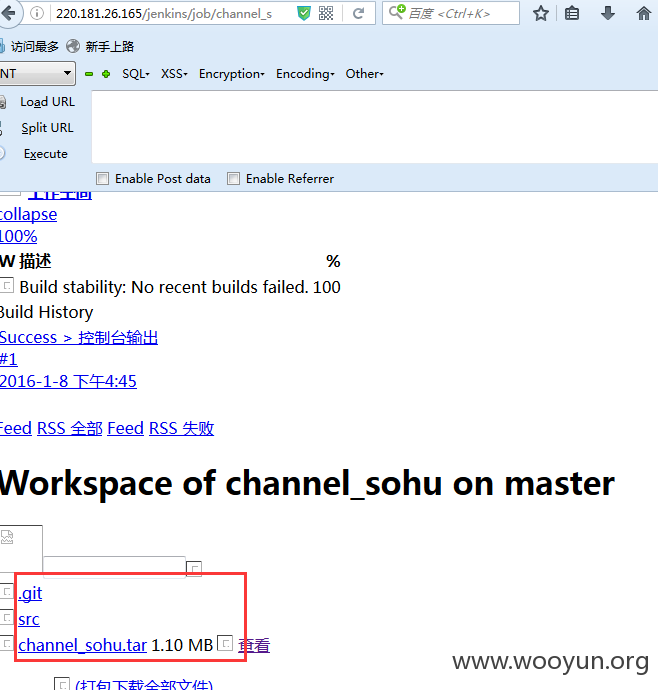 220.181.26.165/jenkins/job/channel_s
百度 <Ctrl+K>
访问最多 新手上路
NT SQL XSS Encryption Encoding Other
Load URL
Split URL
Execute
Enable Post data Enable Referrer
工作空间
collapse
100%
W 描述 %
Build stability: No recent builds failed. 100
Build History
Success > 控制台输出
#1
2016-1-8 下午4:45
Feed RSS 全部 Feed RSS 失败
Workspace of channel_sohu on master
.git
src
channel_sohu.tar 1.10 MB 查看
www.wooyun.org
(打包下载全部文件)